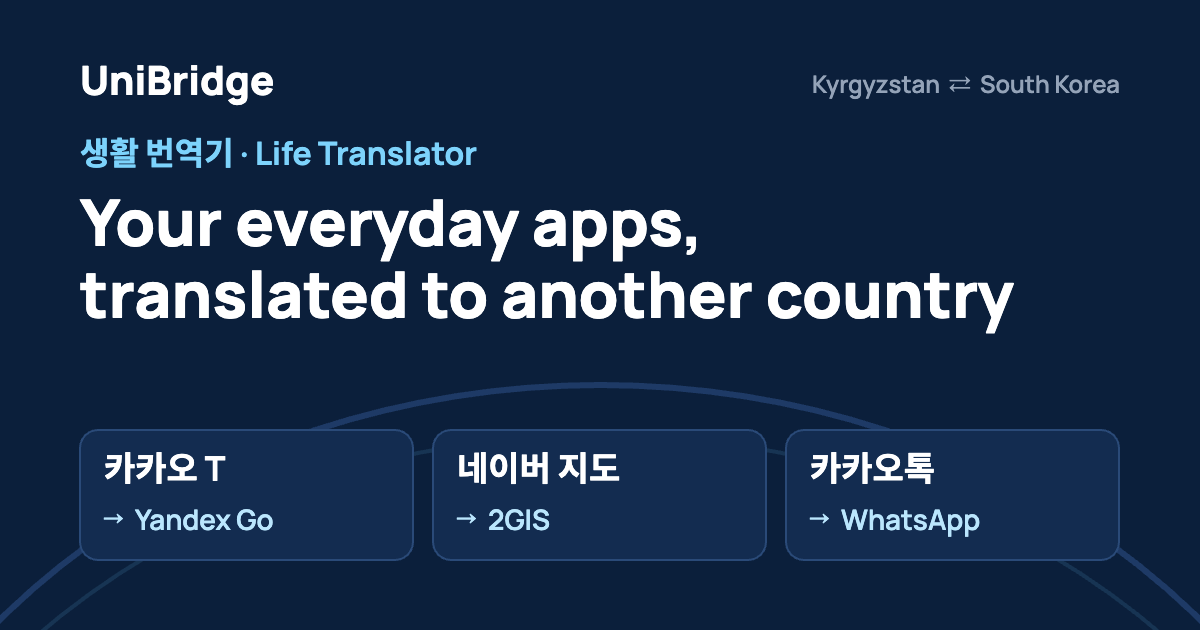 UniBridge
Kyrgyzstan ⇄ South Korea
생활 번역기 · Life Translator
Your everyday apps,
translated to another country
카카오 T
→ Yandex Go
네이버 지도
→ 2GIS
카카오톡
→ WhatsApp